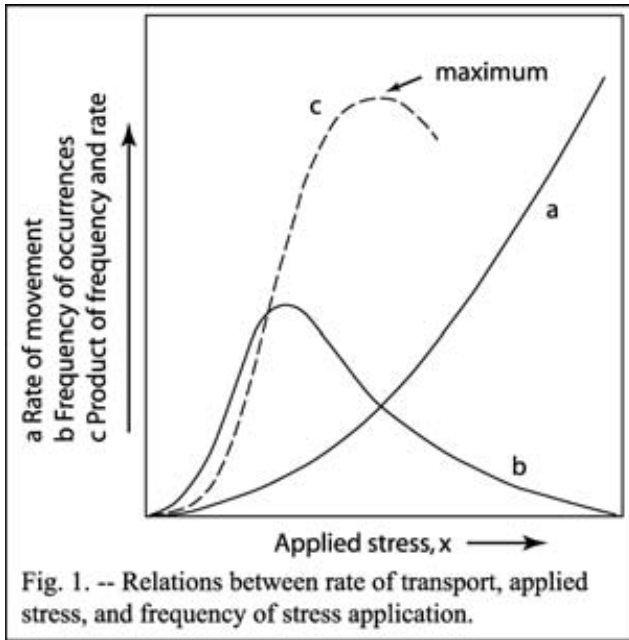 maximum
c
a
b
a Rate of movement
b Frequency of occurrences
c Product of frequency and rate
Applied stress, x
Fig. 1. -- Relations between rate of transport, applied
stress, and frequency of stress application.